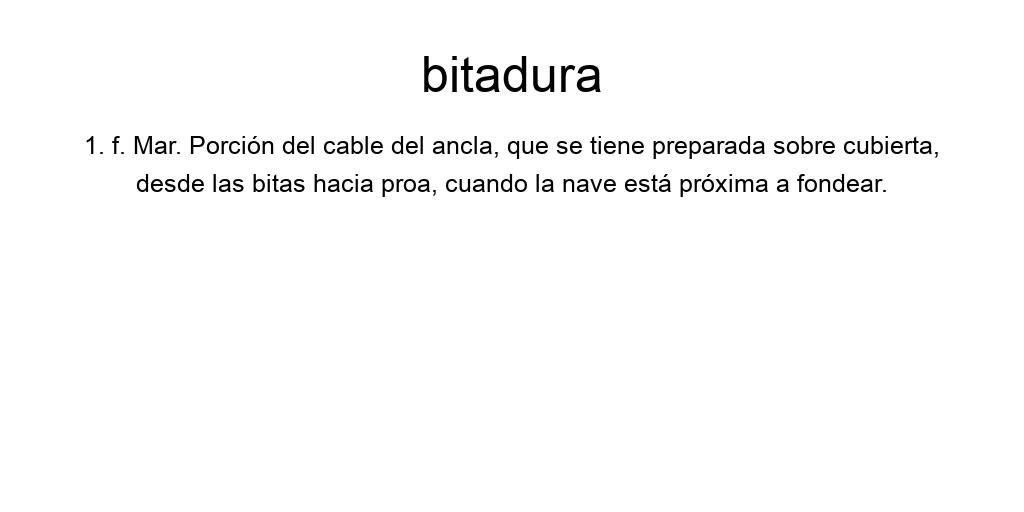 bitadura
1. f. Mar. Porción del cable del ancla, que se tiene preparada sobre cubierta,
desde las bitas hacia proa, cuando la nave está próxima a fondear.